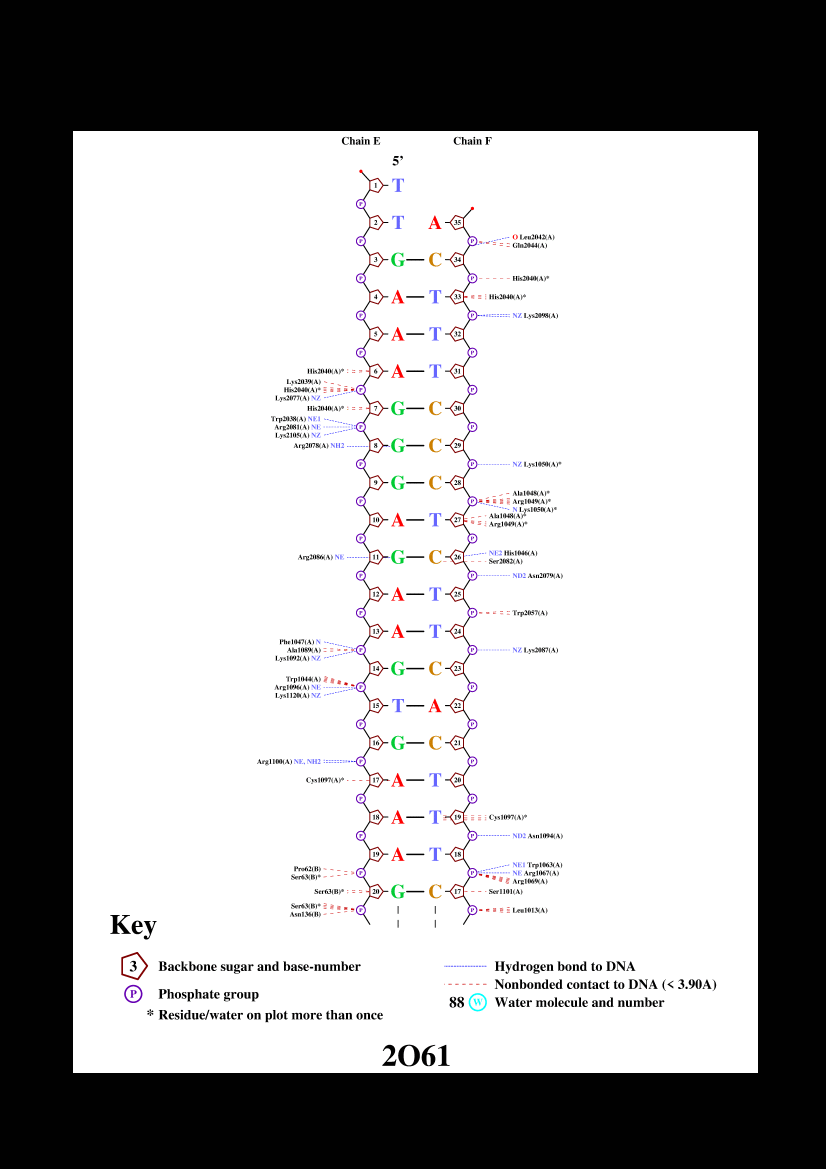 Chain E Chain F
5’
1 T
P
2 T A 35
P P O Leu2042(A)
Gln2044(A)
3 G C 34
P P His2040(A)*
4 A T 33 His2040(A)*
P P NZ Lys2098(A)
5 A T 32
P P
His2040(A)* 6 A T 31
Lys2039(A)
His2040(A)* P P
Lys2077(A) NZ
His2040(A)* 7 G C 30
Trp2038(A) NE1
Arg2081(A) NE P P
Lys2105(A) NZ
Arg2078(A) NH2 8 G C 29
P P NZ Lys1050(A)*
9 G C 28
Ala1048(A)*
P P Arg1049(A)*
N Lys1050(A)*
Ala1048(A)*
10 A T 27
Arg1049(A)*
P P
NE2 His1046(A)
Arg2086(A) NE 11 G C 26
Ser2082(A)
P P ND2 Asn2079(A)
12 A T 25
P P Trp2057(A)
13 A T 24
Phe1047(A) N
Ala1089(A) P P NZ Lys2087(A)
Lys1092(A) NZ
14 G C 23
Trp1044(A)
Arg1096(A) NE P P
Lys1120(A) NZ
15 T A 22
P P
16 G C 21
Arg1100(A) NE, NH2 P P
Cys1097(A)* 17 A T 20
P P
18 A T 19 Cys1097(A)*
P P ND2 Asn1094(A)
19 A T 18
NE1 Trp1063(A)
Pro62(B) P P NE Arg1067(A)
Ser63(B)* Arg1069(A)
Ser63(B)* 20 G C 17 Ser1101(A)
Ser63(B)* P P Leu1013(A)
Asn136(B)
Key
3 Backbone sugar and base-number
P Phosphate group
* Residue/water on plot more than once
Hydrogen bond to DNA
Nonbonded contact to DNA (< 3.90A)
88 W Water molecule and number
2O61